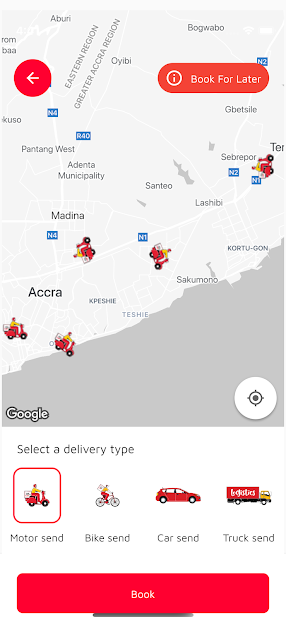 Aburi
Bogwabo
EASTERN REGION
GREATER ACCRA REGION
Oyibi
baa
Book For Later
N2
Gbetsile
N4
R40
Pantang West
Adenta
Municipality
Sebrepor
Ter
N2
N1
Santeo
Lashibi
Madina
N4
N1
KORTU-GON
Sakumono
Accra
KPESHIE
TESHIE
Google
Select a delivery type
Logistics
Motor send
Bike send
Car send
Truck send
Book